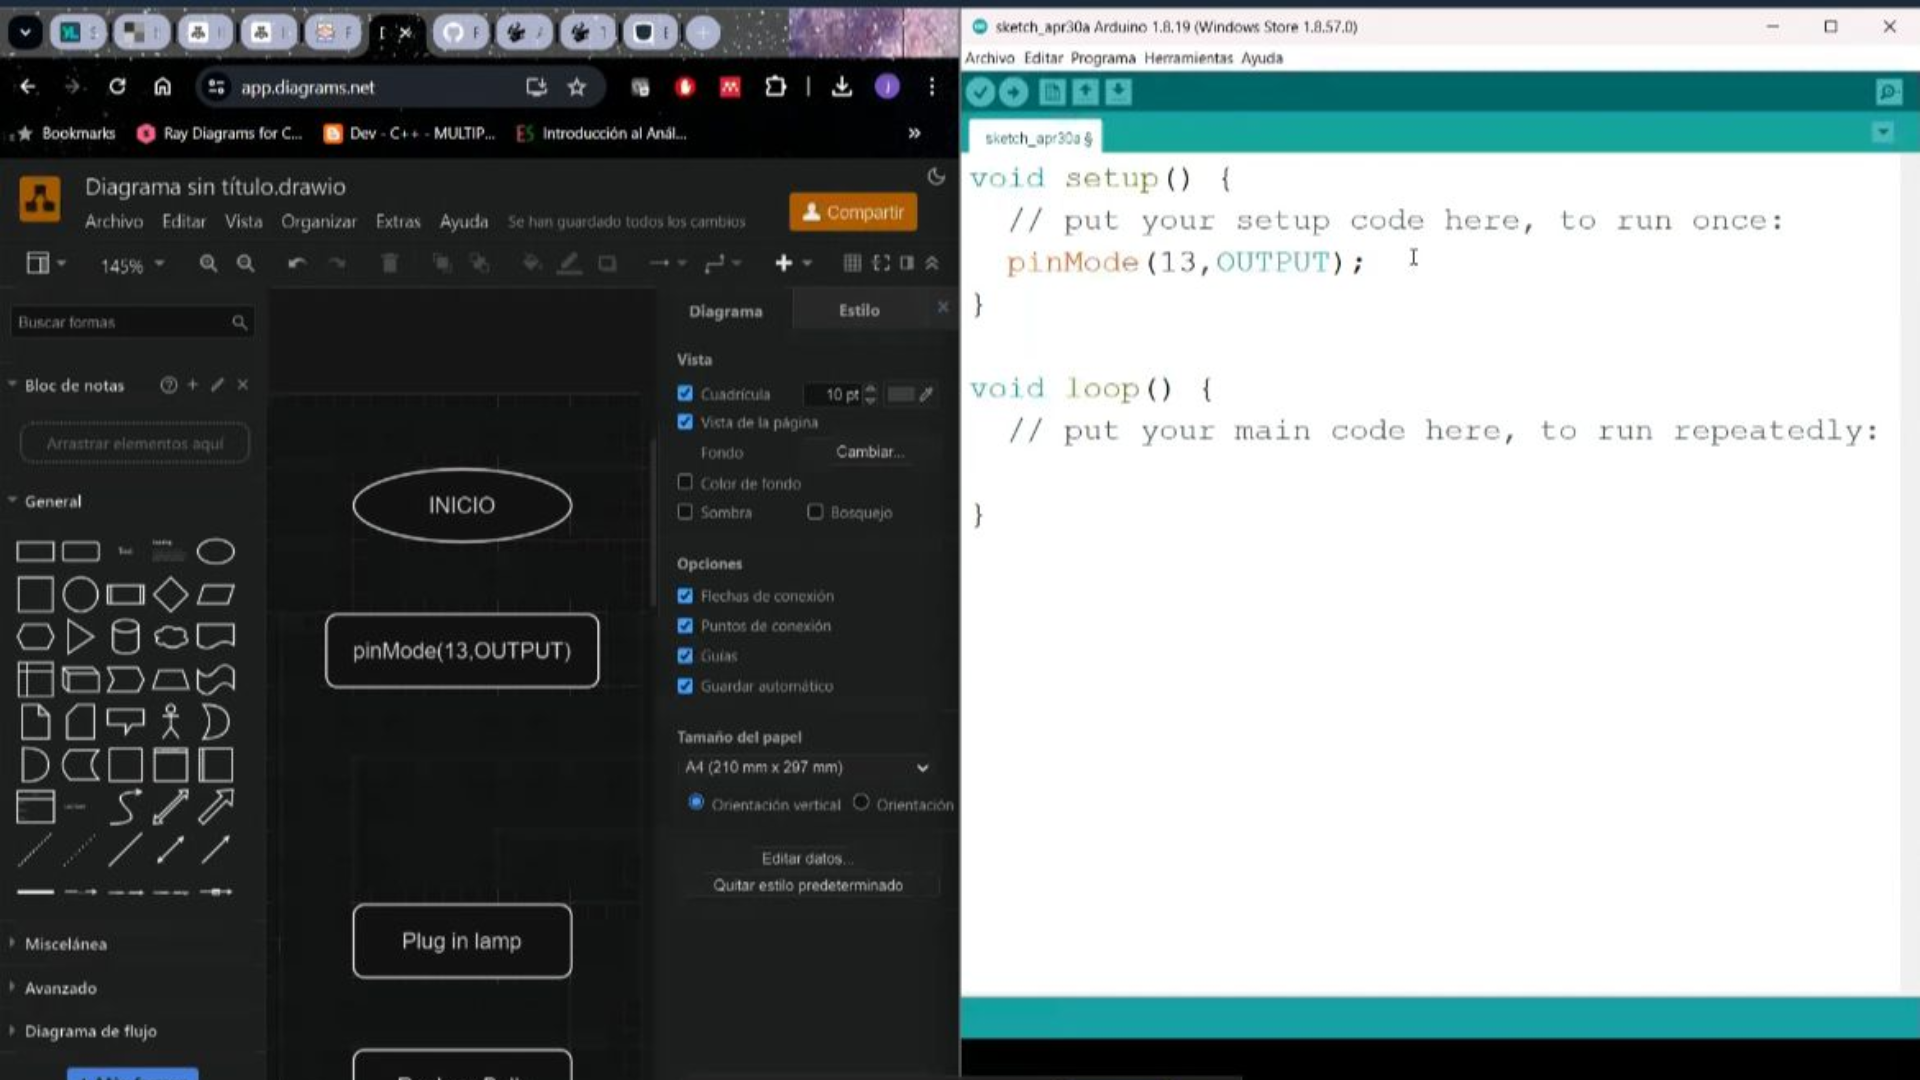 app.diagrams.net
Bookmarks
Ray Diagrams for C...
Dev - C++ - MULTIP...
Introducción al Anál...
Diagrama sin título.drawio
Archivo Editar Vista Organizar Extras Ayuda Se han guardado todos los cambios
Compartir
145%
Buscar formas
Bloc de notas
Arrastrar elementos aquí
General
Miscelánea
Avanzado
Diagrama de flujo
INICIO
pinMode(13,OUTPUT)
Plug in lamp
Diagrama
Estilo
Vista
Cuadrícula 10 pt
Vista de la página
Fondo Cambiar...
Color de fondo
Sombra Bosquejo
Opciones
Flechas de conexión
Puntos de conexión
Guías
Guardar automático
Tamaño del papel
A4 (210 mm x 297 mm)
Orientación vertical Orientación
Editar datos...
Quitar estilo predeterminado
sketch_apr30a Arduino 1.8.19 (Windows Store 1.8.57.0)
Archivo Editar Programa Herramientas Ayuda
sketch_apr30a §
void setup() {
// put your setup code here, to run once:
pinMode(13,OUTPUT);
}
void loop() {
// put your main code here, to run repeatedly:
}